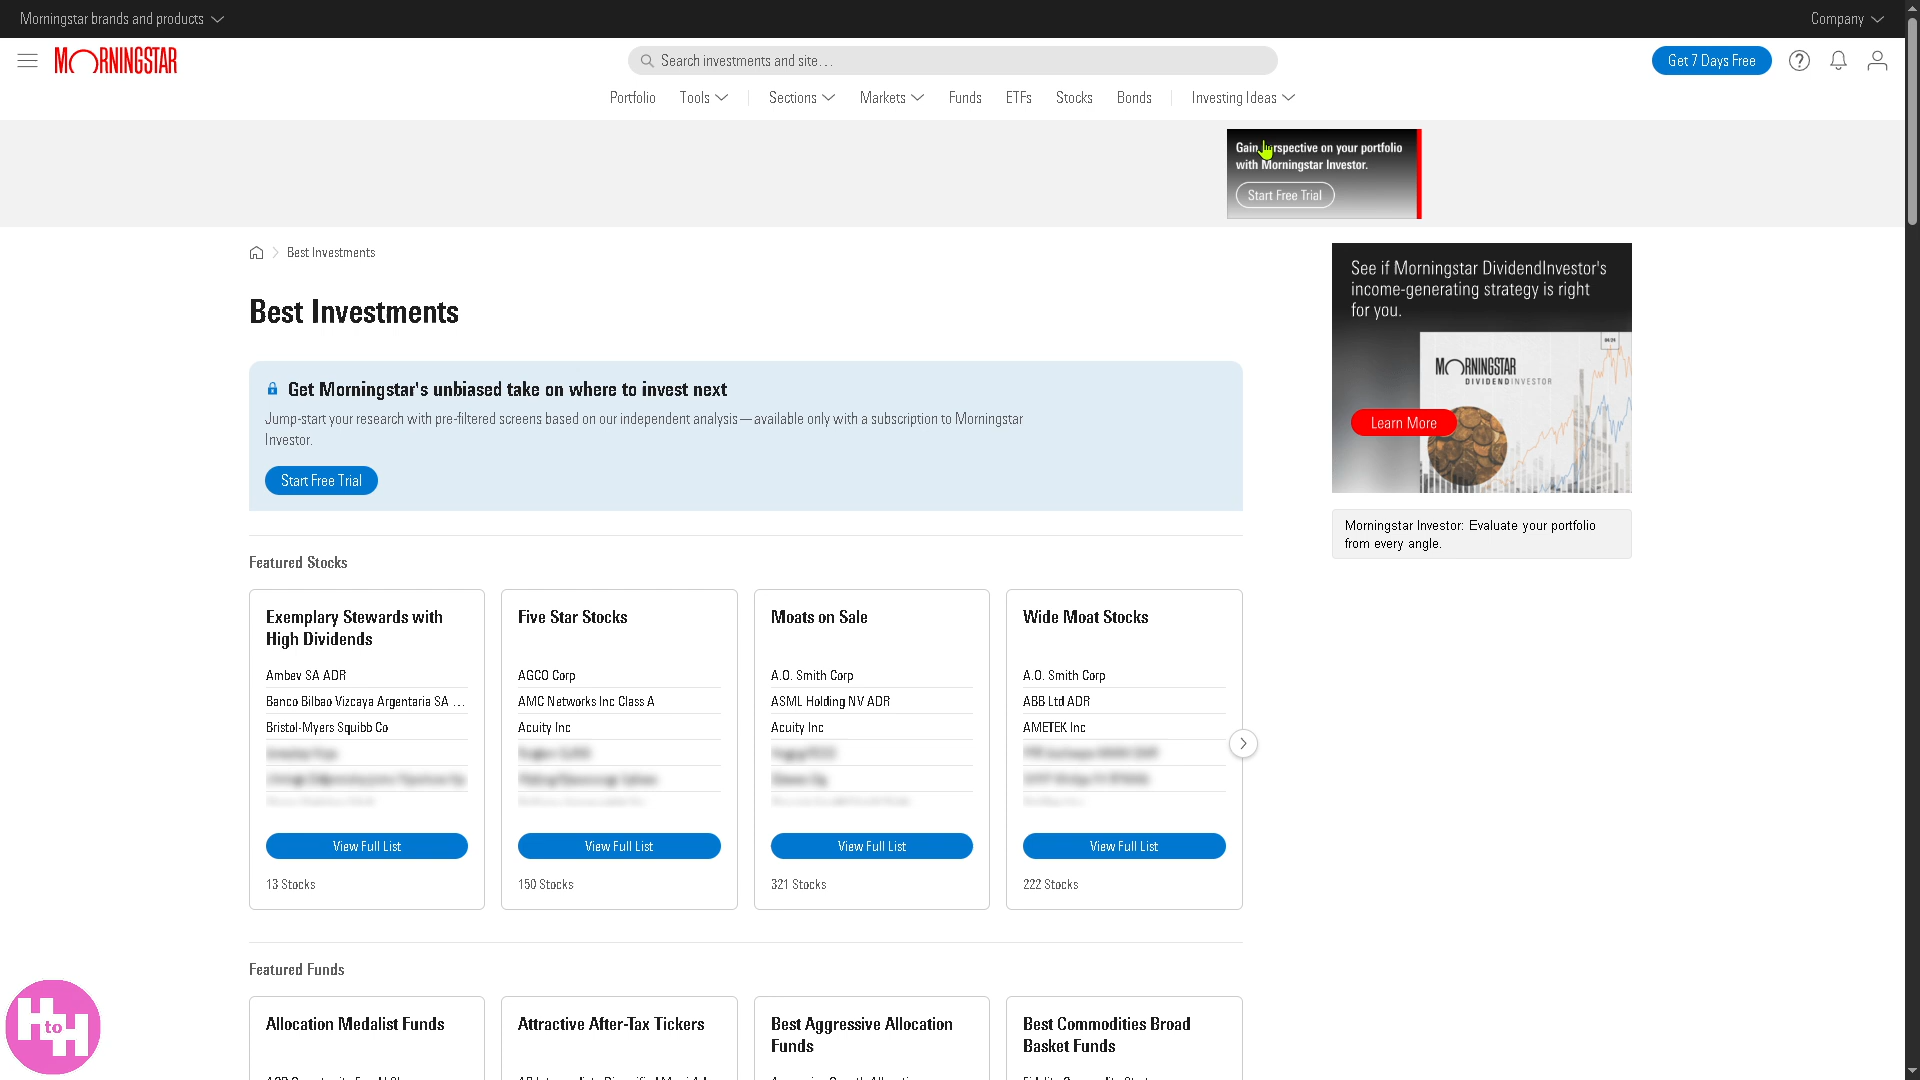 Morningstar brands and products
Company
MORNINGSTAR
Search investments and site...
Get 7 Days Free
Portfolio
Tools
Sections
Markets
Funds
ETFs
Stocks
Bonds
Investing Ideas
Gain perspective on your portfolio
with Morningstar Investor.
Start Free Trial
Best Investments
See if Morningstar DividendInvestor's
income-generating strategy is right
for you.
MORNINGSTAR
DIVIDENDINVESTOR
Learn More
Morningstar Investor: Evaluate your portfolio
from every angle.
Best Investments
Get Morningstar's unbiased take on where to invest next
Jump-start your research with pre-filtered screens based on our independent analysis—available only with a subscription to Morningstar
Investor.
Start Free Trial
Featured Stocks
Exemplary Stewards with
High Dividends
Ambev SA ADR
Banco Bilbao Vizcaya Argentaria SA ...
Bristol-Myers Squibb Co
View Full List
13 Stocks
Five Star Stocks
AGCO Corp
AMC Networks Inc Class A
Acuity Inc
View Full List
150 Stocks
Moats on Sale
A.O. Smith Corp
ASML Holding NV ADR
Acuity Inc
View Full List
321 Stocks
Wide Moat Stocks
A.O. Smith Corp
ABB Ltd ADR
AMETEK Inc
View Full List
222 Stocks
Featured Funds
Allocation Medalist Funds
Attractive After-Tax Tickers
Best Aggressive Allocation
Funds
Best Commodities Broad
Basket Funds
H to H